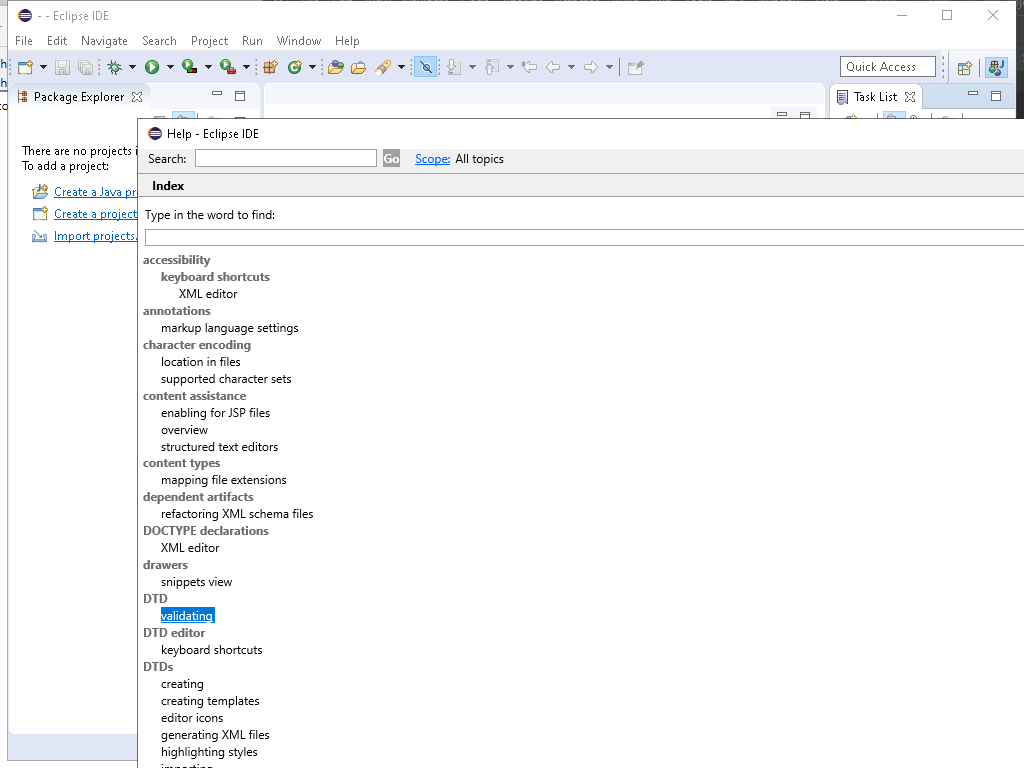 - - Eclipse IDE
File Edit Navigate Search Project Run Window Help
Quick Access
Package Explorer
Task List
There are no projects i
To add a project:
Create a Java pr
Create a project
Import projects.
Help - Eclipse IDE
Search: Go Scope: All topics
Index
Type in the word to find:
accessibility
keyboard shortcuts
XML editor
annotations
markup language settings
character encoding
location in files
supported character sets
content assistance
enabling for JSP files
overview
structured text editors
content types
mapping file extensions
dependent artifacts
refactoring XML schema files
DOCTYPE declarations
XML editor
drawers
snippets view
DTD
validating
DTD editor
keyboard shortcuts
DTDs
creating
creating templates
editor icons
generating XML files
highlighting styles
importing